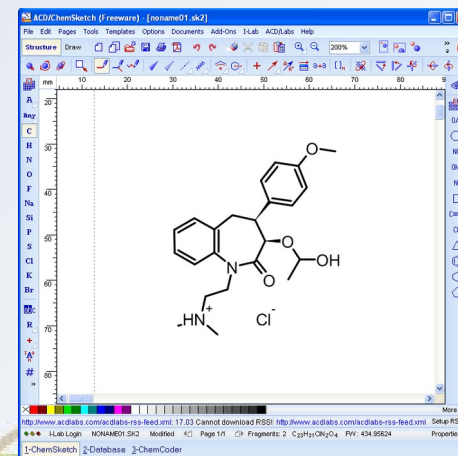 ACD/ChemSketch (Freeware) - [noname01.sk2]
File Edit Pages Tools Templates Options Documents Add-Ons I-Lab ACD/Labs Help
Structure Draw 200%
mm 10 20 30 40 50 60 70 80 9
A
Any
C
H
N
O
F
Na
Si
P
S
Cl
K
Br
R
#
20
30
40
50
60
70
80
O
O OH
N
O
HN +
Cl -
More
http://www.acdlabs.com/acdlabs-rss-feed.xml: 17.03 Cannot download RSS! http://www.acdlabs.com/acdlabs-rss-feed.xml Setup RS
I-Lab Login NONAME01.SK2 Modified Page 1/1 Fragments: 2 FW: 434.95624 Propertie
1-ChemSketch 2-Database 3-ChemCoder